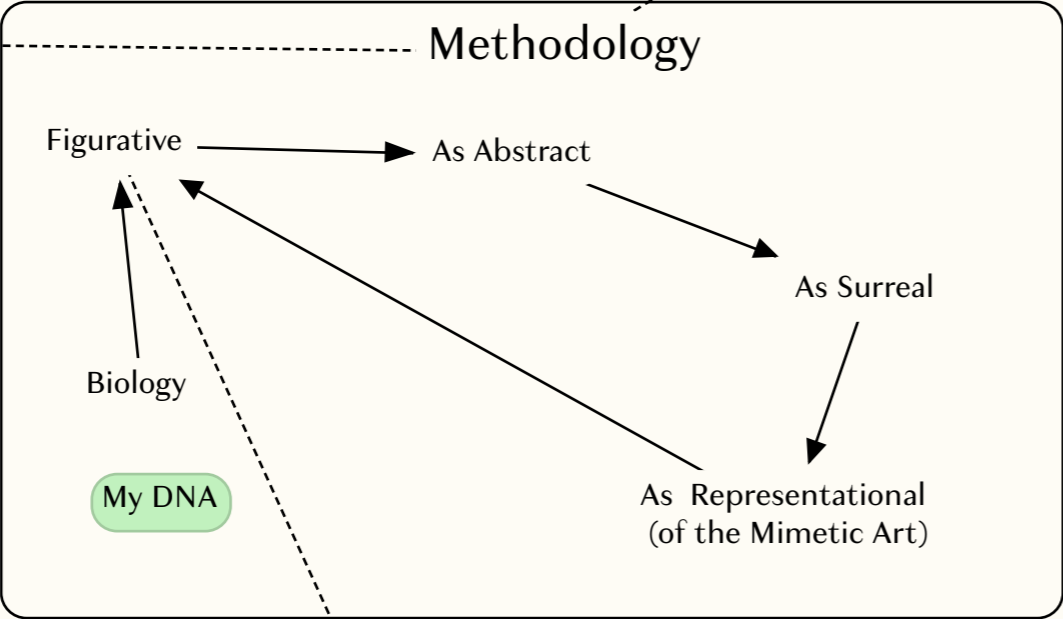 Methodology
Figurative
As Abstract
As Surreal
Biology
My DNA
As Representational
(of the Mimetic Art)